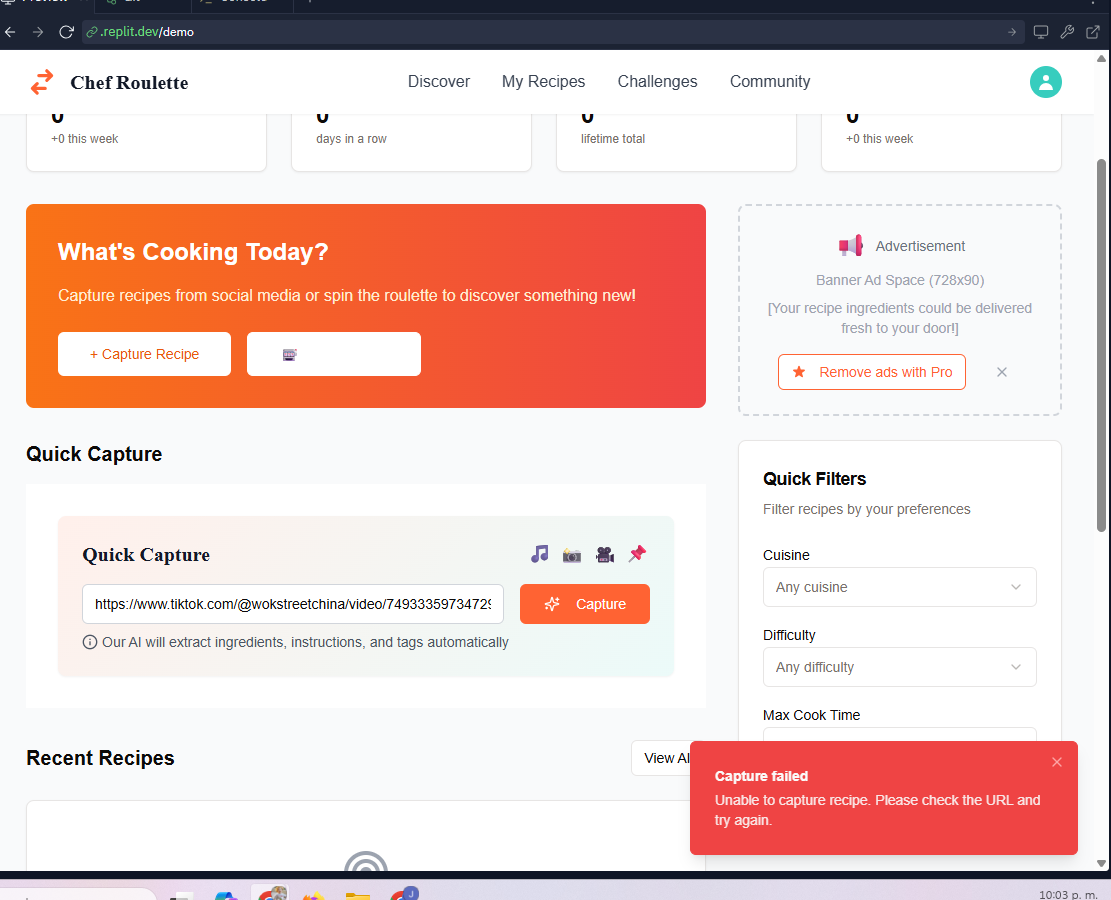 .replit.dev/demo
Chef Roulette
Discover
My Recipes
Challenges
Community
0
0
0
0
+0 this week
days in a row
lifetime total
+0 this week
What's Cooking Today?
Capture recipes from social media or spin the roulette to discover something new!
+ Capture Recipe
Advertisement
Banner Ad Space (728x90)
[Your recipe ingredients could be delivered
fresh to your door!]
Remove ads with Pro
Quick Capture
Quick Capture
https://www.tiktok.com/@wokstreetchina/video/74933359734729
Capture
Our AI will extract ingredients, instructions, and tags automatically
Quick Filters
Filter recipes by your preferences
Cuisine
Any cuisine
Difficulty
Any difficulty
Max Cook Time
Recent Recipes
View Al
Capture failed
Unable to capture recipe. Please check the URL and
try again.
J
10:03 p. m.